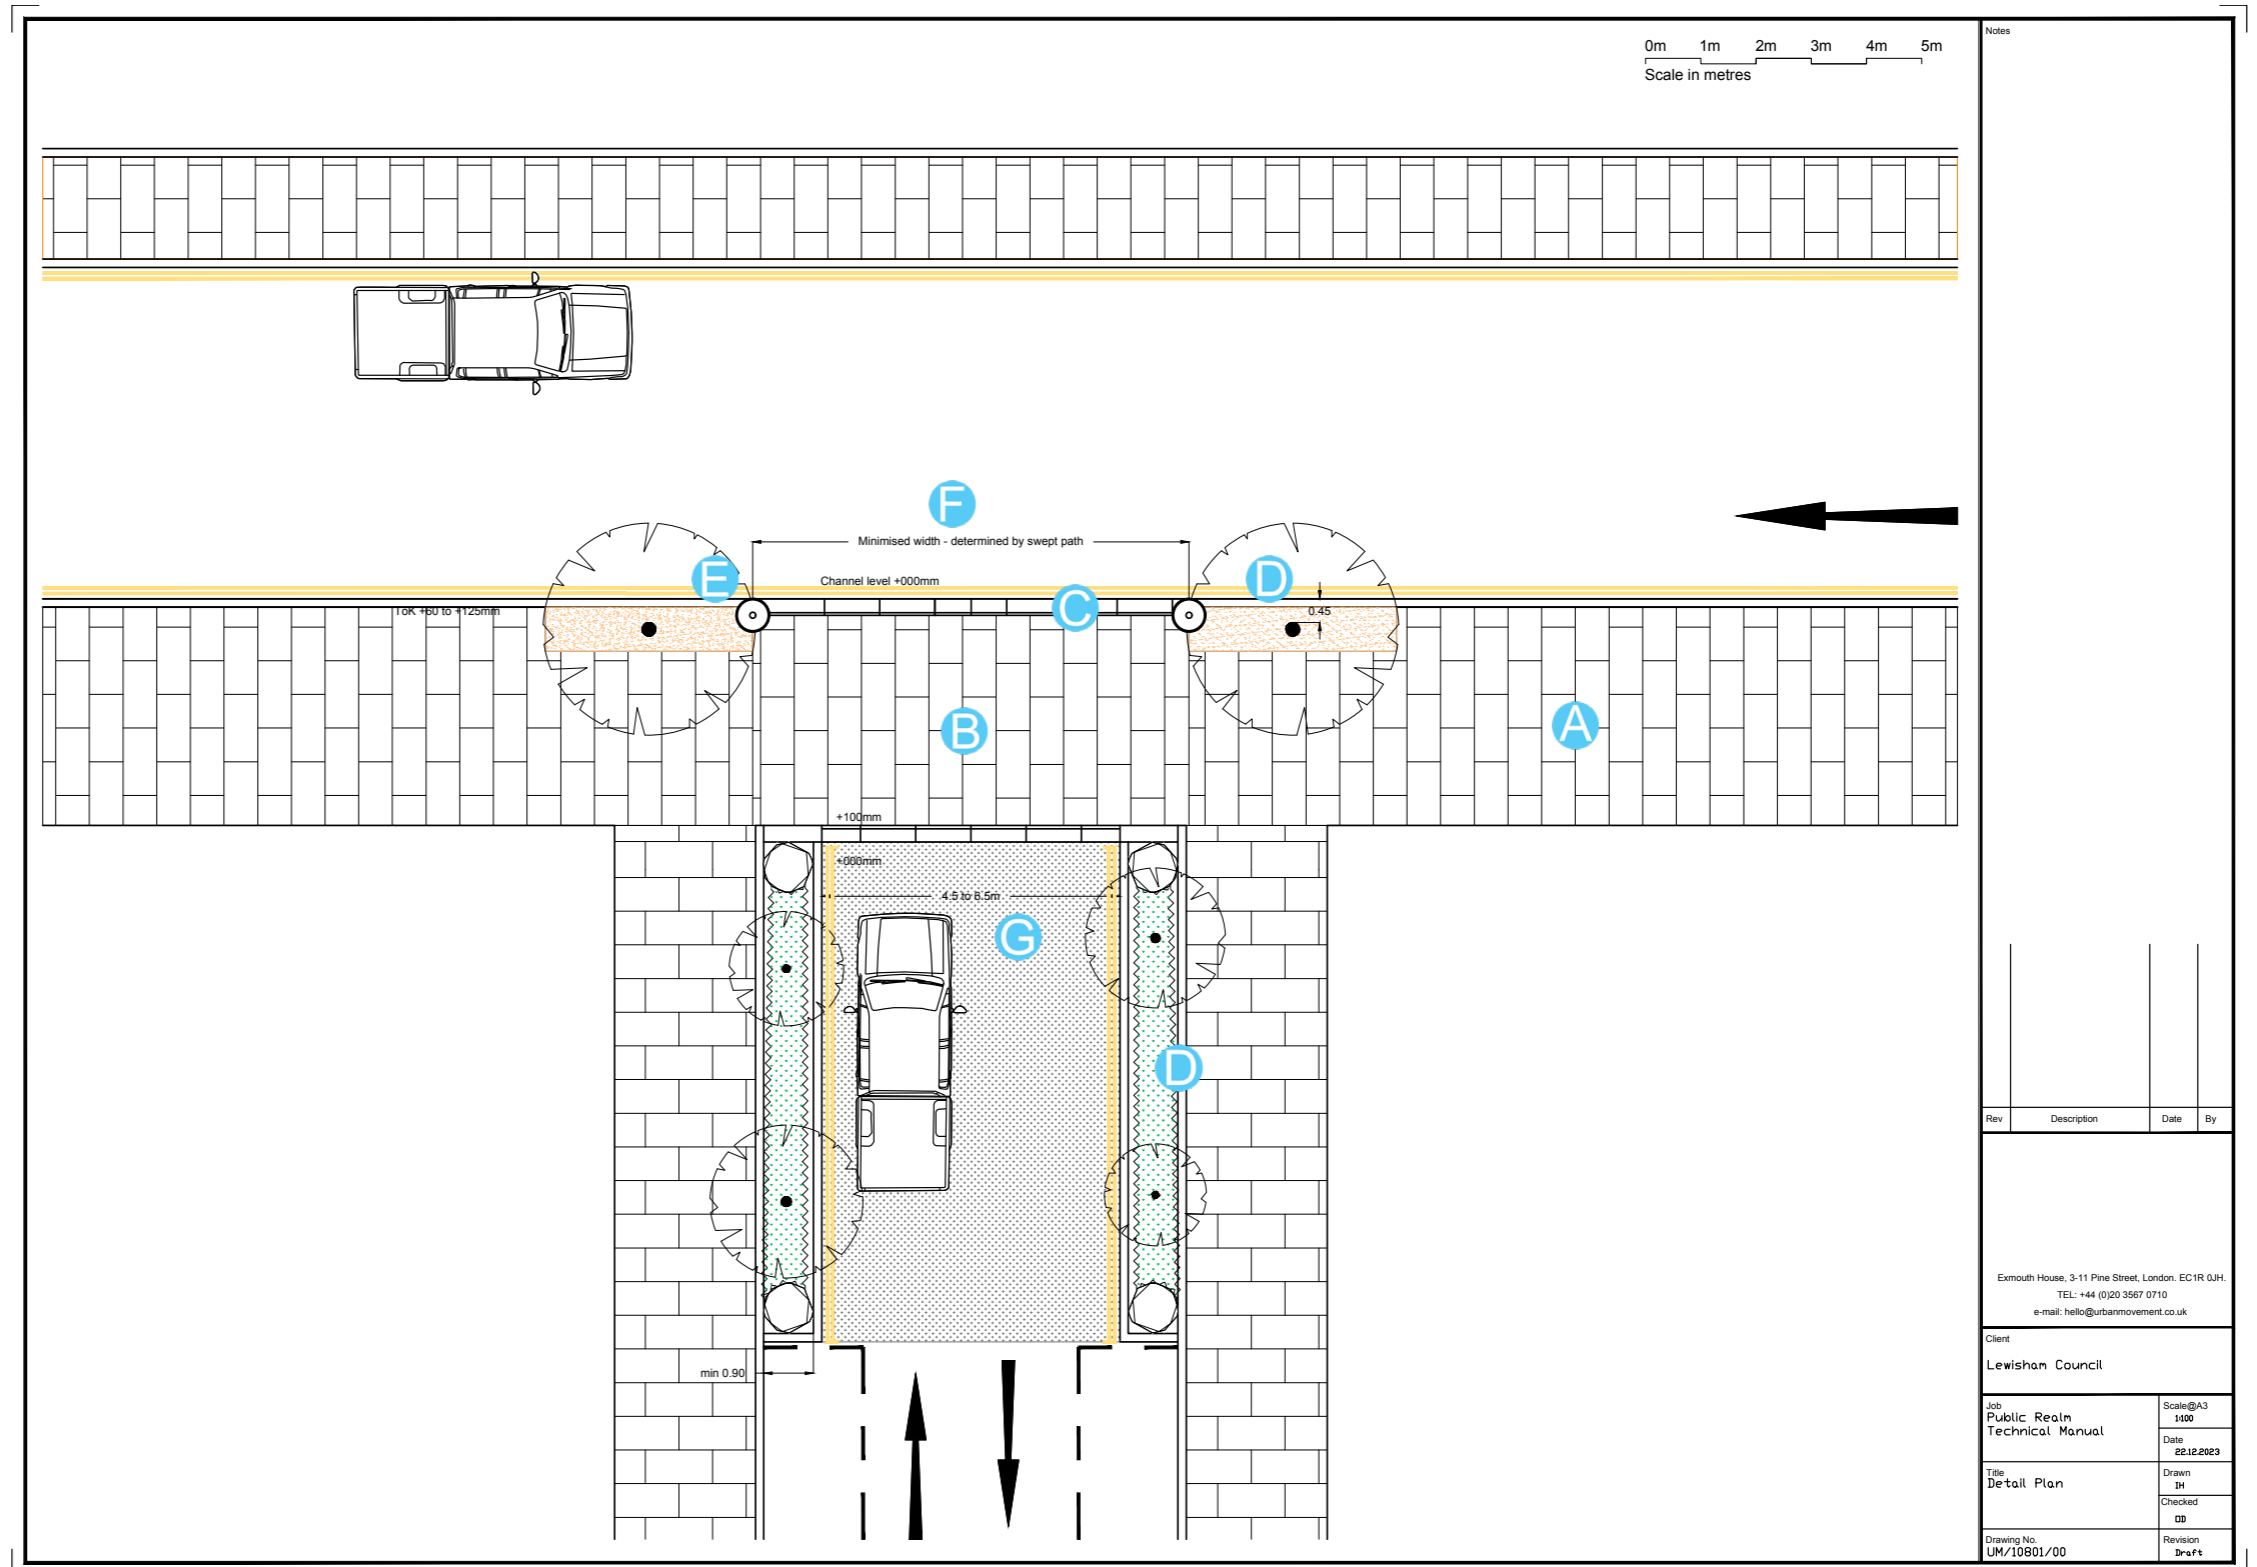 0m 1m 2m 3m 4m 5m
Scale in metres
Notes
F
Minimised width - determined by swept path
E
D
Channel level +000mm
C
ToK +60 to +125mm
0.45
B
A
+100mm
+000mm
4.5 to 6.5m
G
D
min 0.90
Rev Description Date By
Exmouth House, 3-11 Pine Street, London. EC1R 0JH.
TEL: +44 (0)20 3567 0710
e-mail: hello@urbanmovement.co.uk
Client
Lewisham Council
Job
Public Realm
Technical Manual
Scale@A3
1:100
Date
22.12.2023
Title
Detail Plan
Drawn
IH
Checked
OD
Drawing No.
UM/10801/00
Revision
Draft